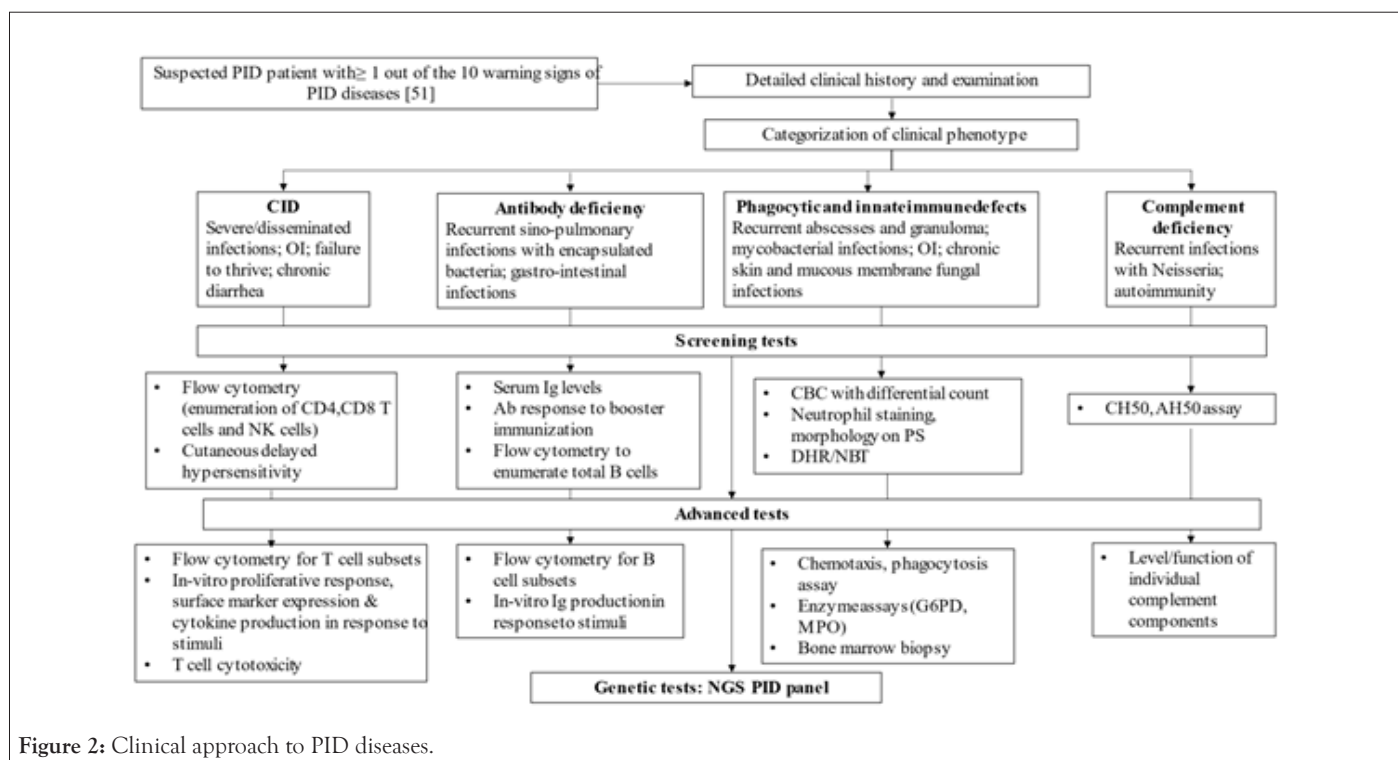 Suspected PID patient with≥ 1 out of the 10 warning signs of
PID diseases [51]
Detailed clinical history and examination
Categorization of clinical phenotype
CID
Severe/disseminated
infections; OI; failure
to thrive; chronic
diarrhea
Antibody deficiency
Recurrent sino-pulmonary
infections with encapsulated
bacteria; gastro-intestinal
infections
Phagocytic and innate immune defects
Recurrent abscesses and granuloma;
mycobacterial infections; OI; chronic
skin and mucous membrane fungal
infections
Complement
deficiency
Recurrent infections
with Neisseria;
autoimmunity
Screening tests
• Flow cytometry
(enumeration of CD4,CD8 T
cells and NK cells)
• Cutaneous delayed
hypersensitivity
• Serum Ig levels
• Ab response to booster
immunization
• Flow cytometry to
enumerate total B cells
• CBC with differential count
• Neutrophil staining,
morphology on PS
• DHR/NBT
• CH50, AH50 assay
Advanced tests
• Flow cytometry for T cell subsets
• In-vitro proliferative response,
surface marker expression &
cytokine production in response to
stimuli
• T cell cytotoxicity
• Flow cytometry for B
cell subsets
• In-vitro Ig production in
response to stimuli
• Chemotaxis, phagocytosis
assay
• Enzyme assays (G6PD,
MPO)
• Bone marrow biopsy
• Level/function of
individual
complement
components
Genetic tests: NGS PID panel
Figure 2: Clinical approach to PID diseases.